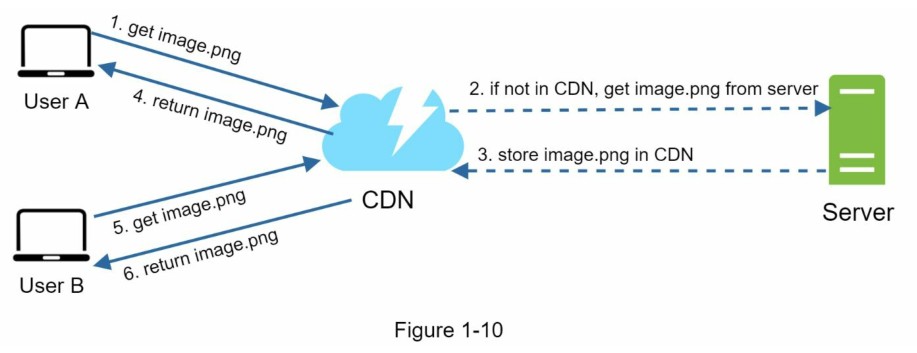 1. get image.png
User A
4. return image.png
2. if not in CDN, get image.png from server
3. store image.png in CDN
CDN
Server
5. get image.png
6. return image.png
User B
Figure 1-10